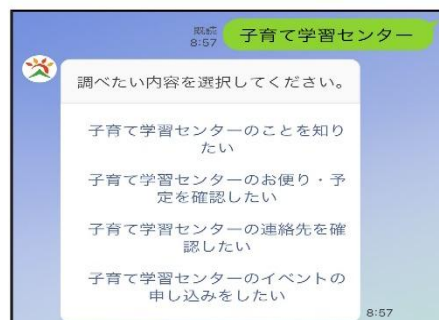 既読
8:57
子育て学習センター
調べたい内容を選択してください。
子育て学習センターのことを知り
たい
子育て学習センターのお便り・予
定を確認したい
子育て学習センターの連絡先を確
認したい
子育て学習センターのイベントの
申し込みをしたい
8:57